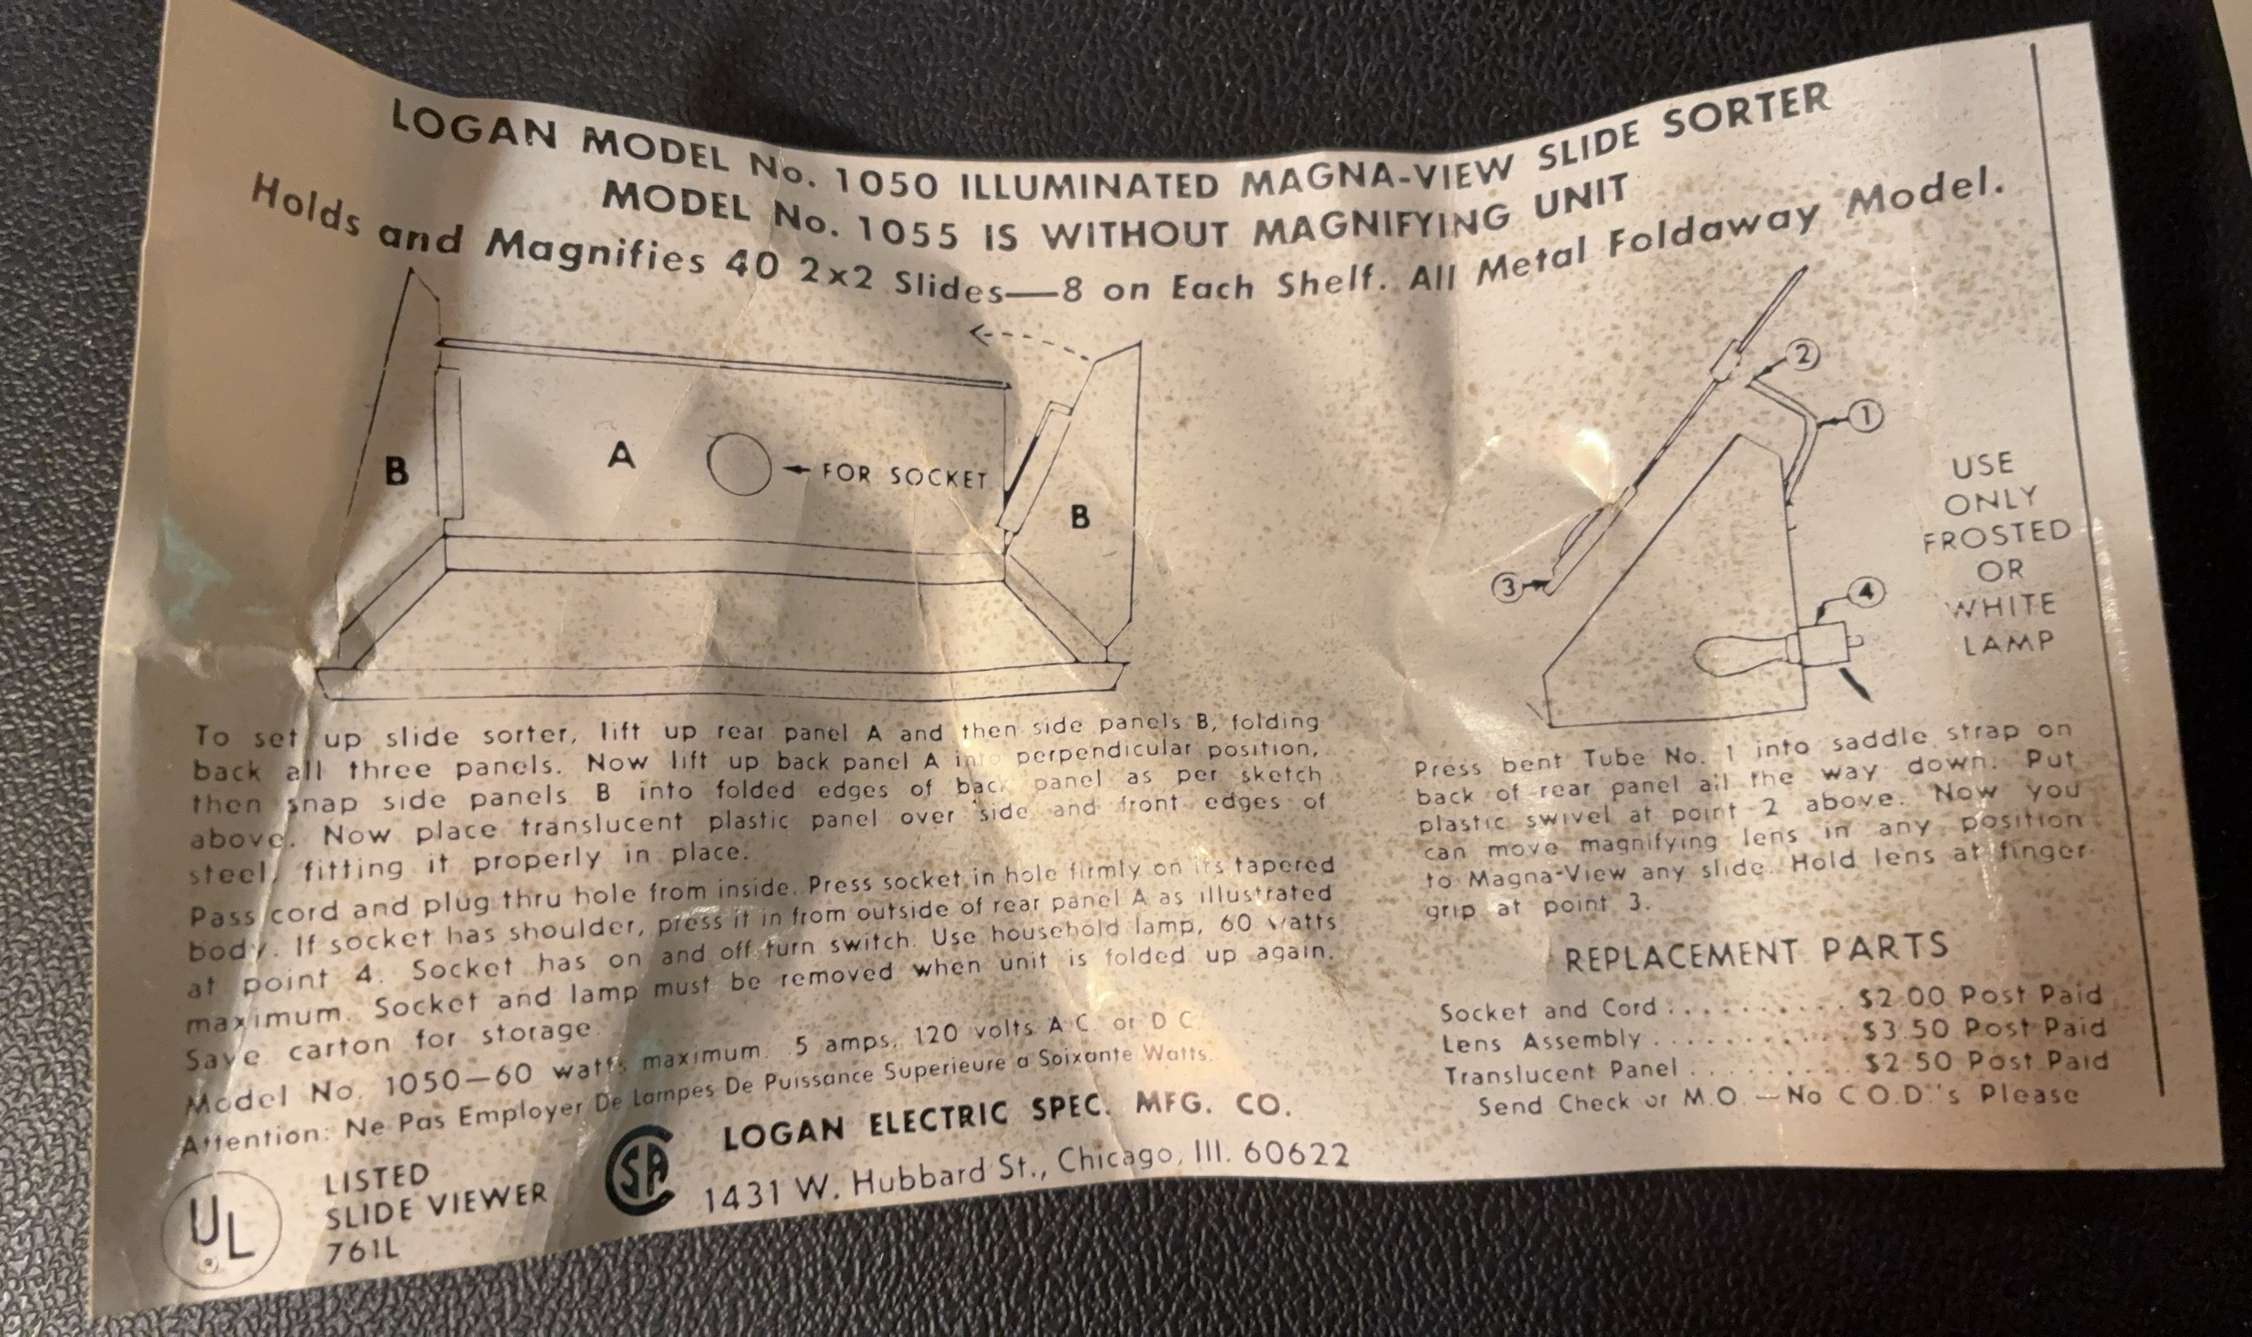 LOGAN MODEL No. 1050 ILLUMINATED MAGNA-VIEW SLIDE SORTER
MODEL No. 1055 IS WITHOUT MAGNIFYING UNIT
Holds and Magnifies 40 2x2 Slides—8 on Each Shelf. All Metal Foldaway Model.
B
A
FOR SOCKET
B
2
1
3
4
USE
ONLY
FROSTED
OR
WHITE
LAMP
To set up slide sorter, lift up rear panel A and then side panels B, folding
back all three panels. Now lift up back panel A into perpendicular position,
then snap side panels B into folded edges of back panel as per sketch
above. Now place translucent plastic panel over side and front edges of
steel, fitting it properly in place.
Pass cord and plug thru hole from inside. Press socket in hole firmly on its tapered
body. If socket has shoulder, press it in from outside of rear panel A as illustrated
at point 4. Socket has on and off turn switch. Use household lamp, 60 watts
maximum. Socket and lamp must be removed when unit is folded up again.
Save carton for storage.
Model No. 1050—60 watts maximum. .5 amps. 120 volts A.C. or D.C.
Attention: Ne Pas Employer De Lampes De Puissance Superieure a Soixante Watts.
Press bent Tube No. 1 into saddle strap on
back of rear panel all the way down. Put
plastic swivel at point 2 above. Now you
can move magnifying lens in any position
to Magna-View any slide. Hold lens at finger
grip at point 3.
REPLACEMENT PARTS
Socket and Cord . . . . . . . . . . $2.00 Post Paid
Lens Assembly . . . . . . . . . . . $3.50 Post Paid
Translucent Panel . . . . . . . . . $2.50 Post Paid
Send Check or M.O. — No C.O.D.'s Please
UL
LISTED
SLIDE VIEWER
761L
SA
LOGAN ELECTRIC SPEC. MFG. CO.
1431 W. Hubbard St., Chicago, Ill. 60622